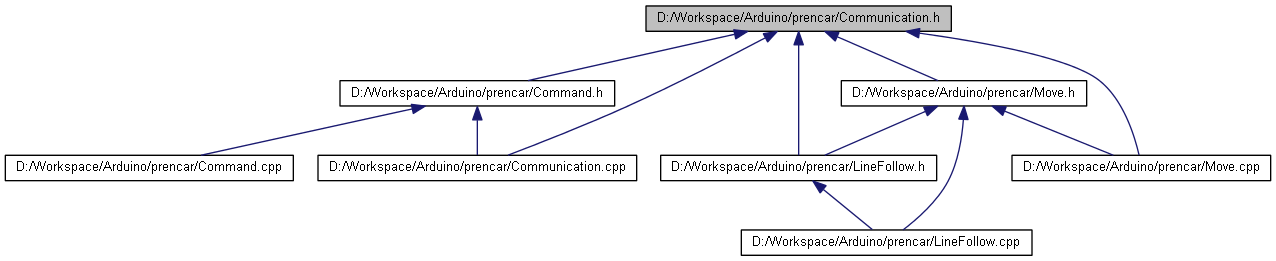 D:/Workspace/Arduino/prencar/Communication.h
D:/Workspace/Arduino/prencar/Command.h
D:/Workspace/Arduino/prencar/Move.h
D:/Workspace/Arduino/prencar/Command.cpp
D:/Workspace/Arduino/prencar/Communication.cpp
D:/Workspace/Arduino/prencar/LineFollow.h
D:/Workspace/Arduino/prencar/Move.cpp
D:/Workspace/Arduino/prencar/LineFollow.cpp